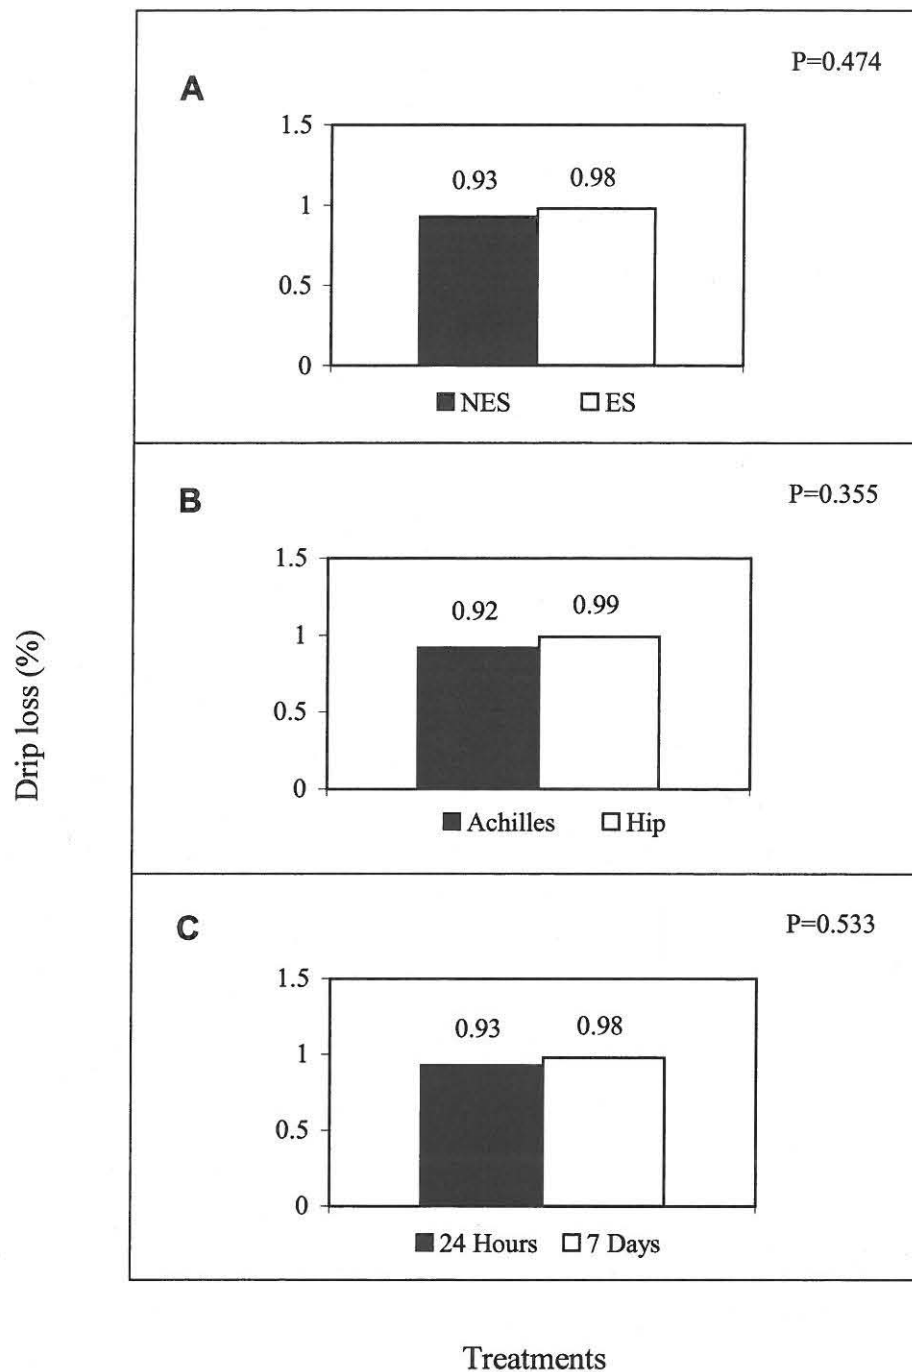 P=0.474
A
1.5
0.93 0.98
1
0.5
0
NES ES
P=0.355
B
1.5
0.92 0.99
1
0.5
0
Achilles Hip
Drip loss (%)
P=0.533
C
1.5
0.93 0.98
1
0.5
0
24 Hours 7 Days
Treatments